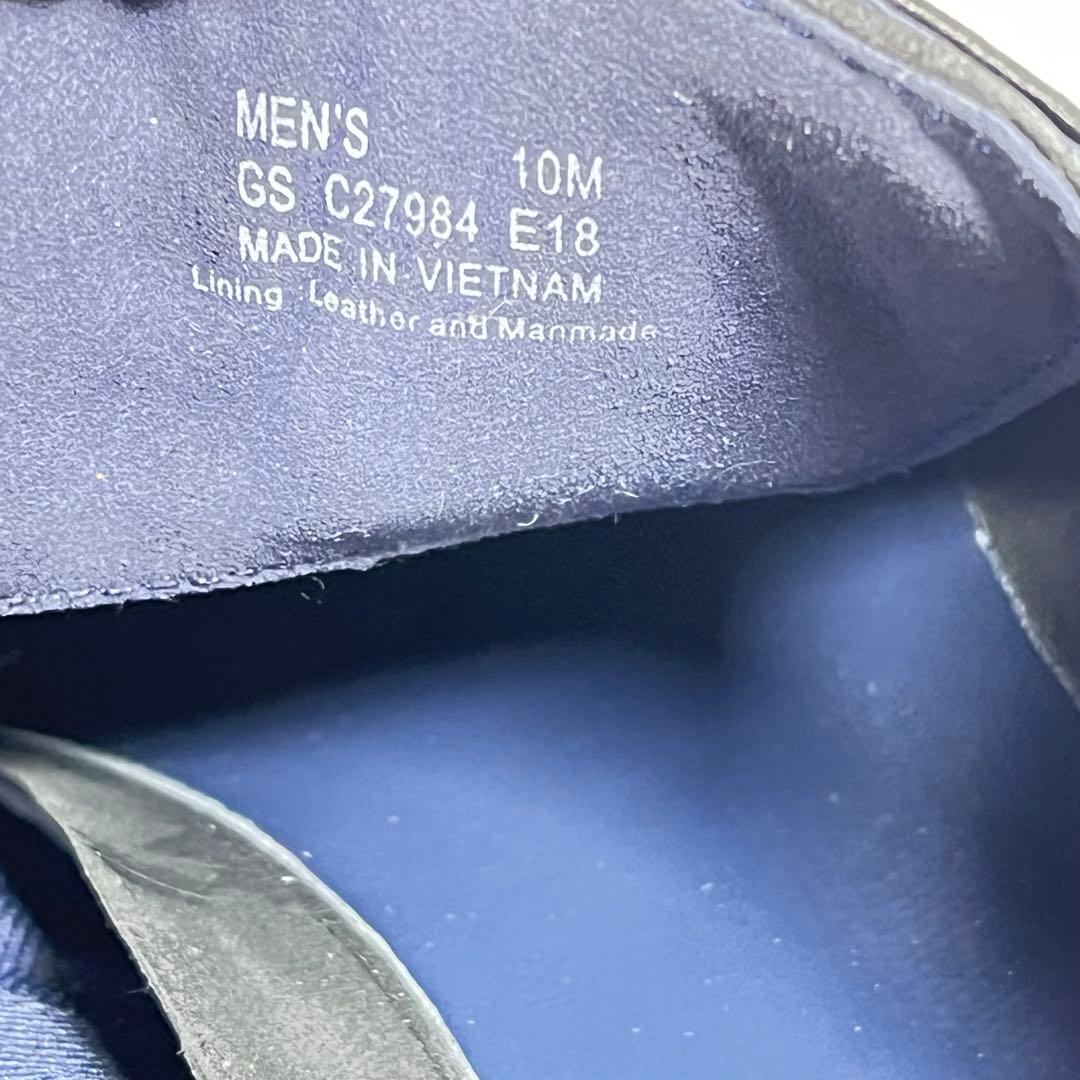 MEN'S 10M
GS C27984 E18
MADE IN VIETNAM
Lining :Leather and Manmade